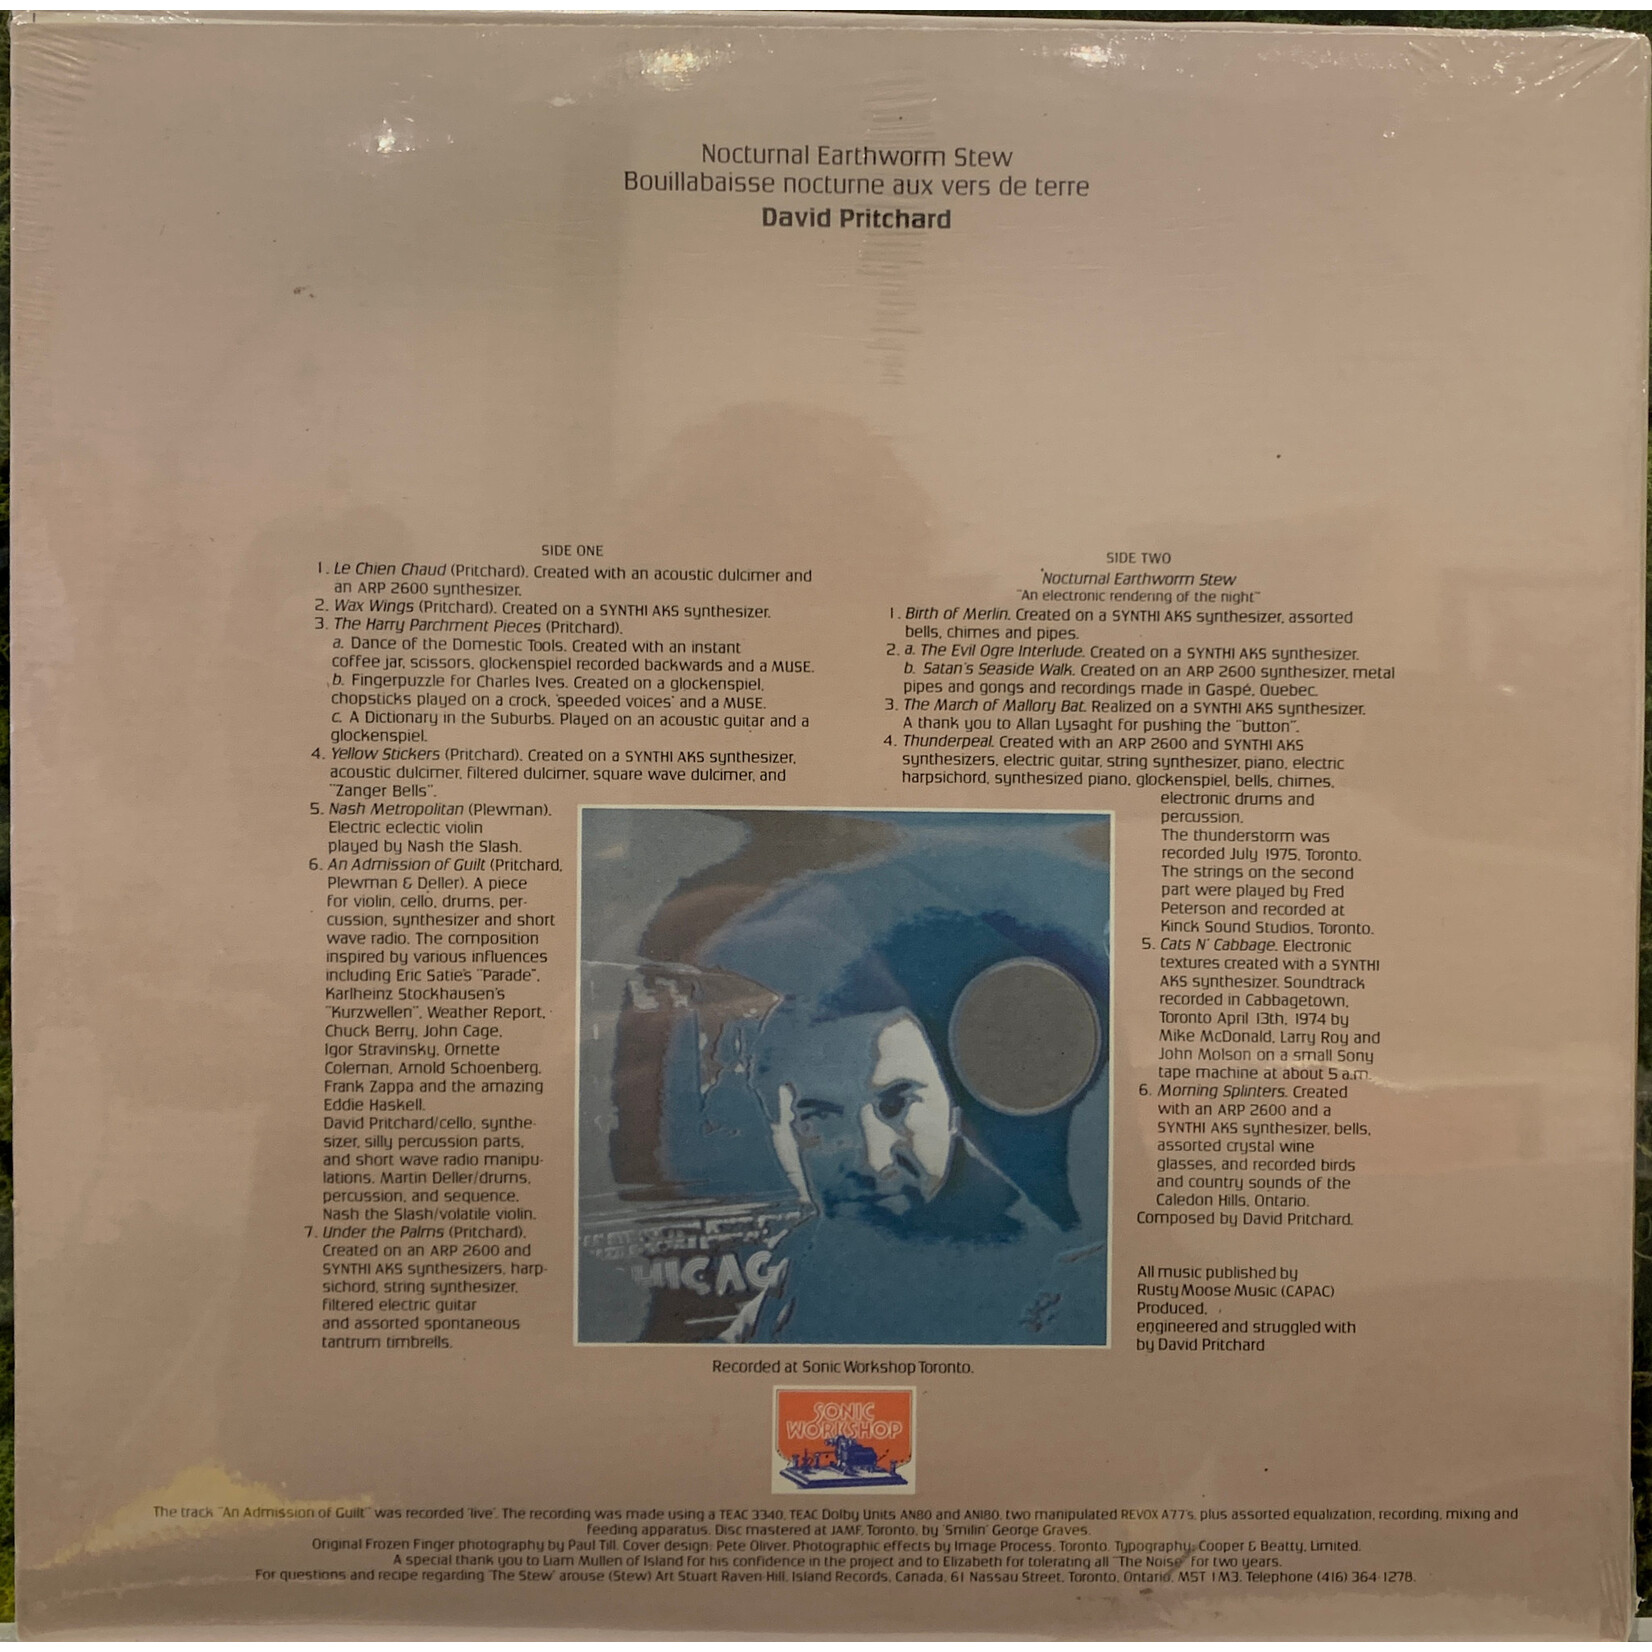 Nocturnal Earthworm Stew
Bouillabaisse nocturne aux vers de terre
David Pritchard
SIDE ONE
1. Le Chien Chaud (Pritchard). Created with an acoustic dulcimer and
an ARP 2600 synthesizer.
2. Wax Wings (Pritchard). Created on a SYNTHI AKS synthesizer.
3. The Harry Parchment Pieces (Pritchard).
a. Dance of the Domestic Tools. Created with an instant
coffee jar, scissors, glockenspiel recorded backwards and a MUSE.
b. Fingerpuzzle for Charles Ives. Created on a glockenspiel,
chopsticks played on a crock, 'speeded voices' and a MUSE.
c. A Dictionary in the Suburbs. Played on an acoustic guitar and a
glockenspiel.
4. Yellow Stickers (Pritchard). Created on a SYNTHI AKS synthesizer,
acoustic dulcimer, filtered dulcimer, square wave dulcimer, and
"Zanger Bells".
5. Nash Metropolitan (Plewman).
Electric eclectic violin
played by Nash the Slash.
6. An Admission of Guilt (Pritchard,
Plewman & Deller). A piece
for violin, cello, drums, per-
cussion, synthesizer and short
wave radio. The composition
inspired by various influences
including Eric Satie's "Parade",
Karlheinz Stockhausen's
"Kurzwellen", Weather Report,
Chuck Berry, John Cage,
Igor Stravinsky, Ornette
Coleman, Arnold Schoenberg,
Frank Zappa and the amazing
Eddie Haskell.
David Pritchard/cello, synthe-
sizer, silly percussion parts,
and short wave radio manipu-
lations. Martin Deller/drums,
percussion, and sequence.
Nash the Slash/volatile violin.
7. Under the Palms (Pritchard).
Created on an ARP 2600 and
SYNTHI AKS synthesizers, harp-
sichord, string synthesizer,
filtered electric guitar
and assorted spontaneous
tantrum timbrells.
SIDE TWO
Nocturnal Earthworm Stew
"An electronic rendering of the night"
1. Birth of Merlin. Created on a SYNTHI AKS synthesizer, assorted
bells, chimes and pipes.
2. a. The Evil Ogre Interlude. Created on a SYNTHI AKS synthesizer.
b. Satan's Seaside Walk. Created on an ARP 2600 synthesizer, metal
pipes and gongs and recordings made in Gaspé, Quebec.
3. The March of Mallory Bat. Realized on a SYNTHI AKS synthesizer.
A thank you to Allan Lysaght for pushing the "button".
4. Thunderpeal. Created with an ARP 2600 and SYNTHI AKS
synthesizers, electric guitar, string synthesizer, piano, electric
harpsichord, synthesized piano, glockenspiel, bells, chimes,
electronic drums and
percussion.
The thunderstorm was
recorded July 1975, Toronto.
The strings on the second
part were played by Fred
Peterson and recorded at
Kinck Sound Studios, Toronto.
5. Cats N' Cabbage. Electronic
textures created with a SYNTHI
AKS synthesizer. Soundtrack
recorded in Cabbagetown,
Toronto April 13th, 1974 by
Mike McDonald, Larry Roy and
John Molson on a small Sony
tape machine at about 5 a.m.
6. Morning Splinters. Created
with an ARP 2600 and a
SYNTHI AKS synthesizer, bells,
assorted crystal wine
glasses, and recorded birds
and country sounds of the
Caledon Hills, Ontario.
Composed by David Pritchard.
All music published by
Rusty Moose Music (CAPAC)
Produced,
engineered and struggled with
by David Pritchard
HICAG
Recorded at Sonic Workshop Toronto.
SONIC
WORKSHOP
The track "An Admission of Guilt" was recorded 'live'. The recording was made using a TEAC 3340, TEAC Dolby Units AN80 and AN180, two manipulated REVOX A77's, plus assorted equalization, recording, mixing and
feeding apparatus. Disc mastered at JAMF, Toronto, by 'Smilin' George Graves.
Original Frozen Finger photography by Paul Till. Cover design: Pete Oliver. Photographic effects by Image Process, Toronto. Typography: Cooper & Beatty, Limited.
A special thank you to Liam Mullen of Island for his confidence in the project and to Elizabeth for tolerating all "The Noise" for two years.
For questions and recipe regarding 'The Stew' arouse (Stew) Art Stuart Raven-Hill, Island Records, Canada, 61 Nassau Street, Toronto, Ontario, M5T 1M3. Telephone (416) 364-1278.